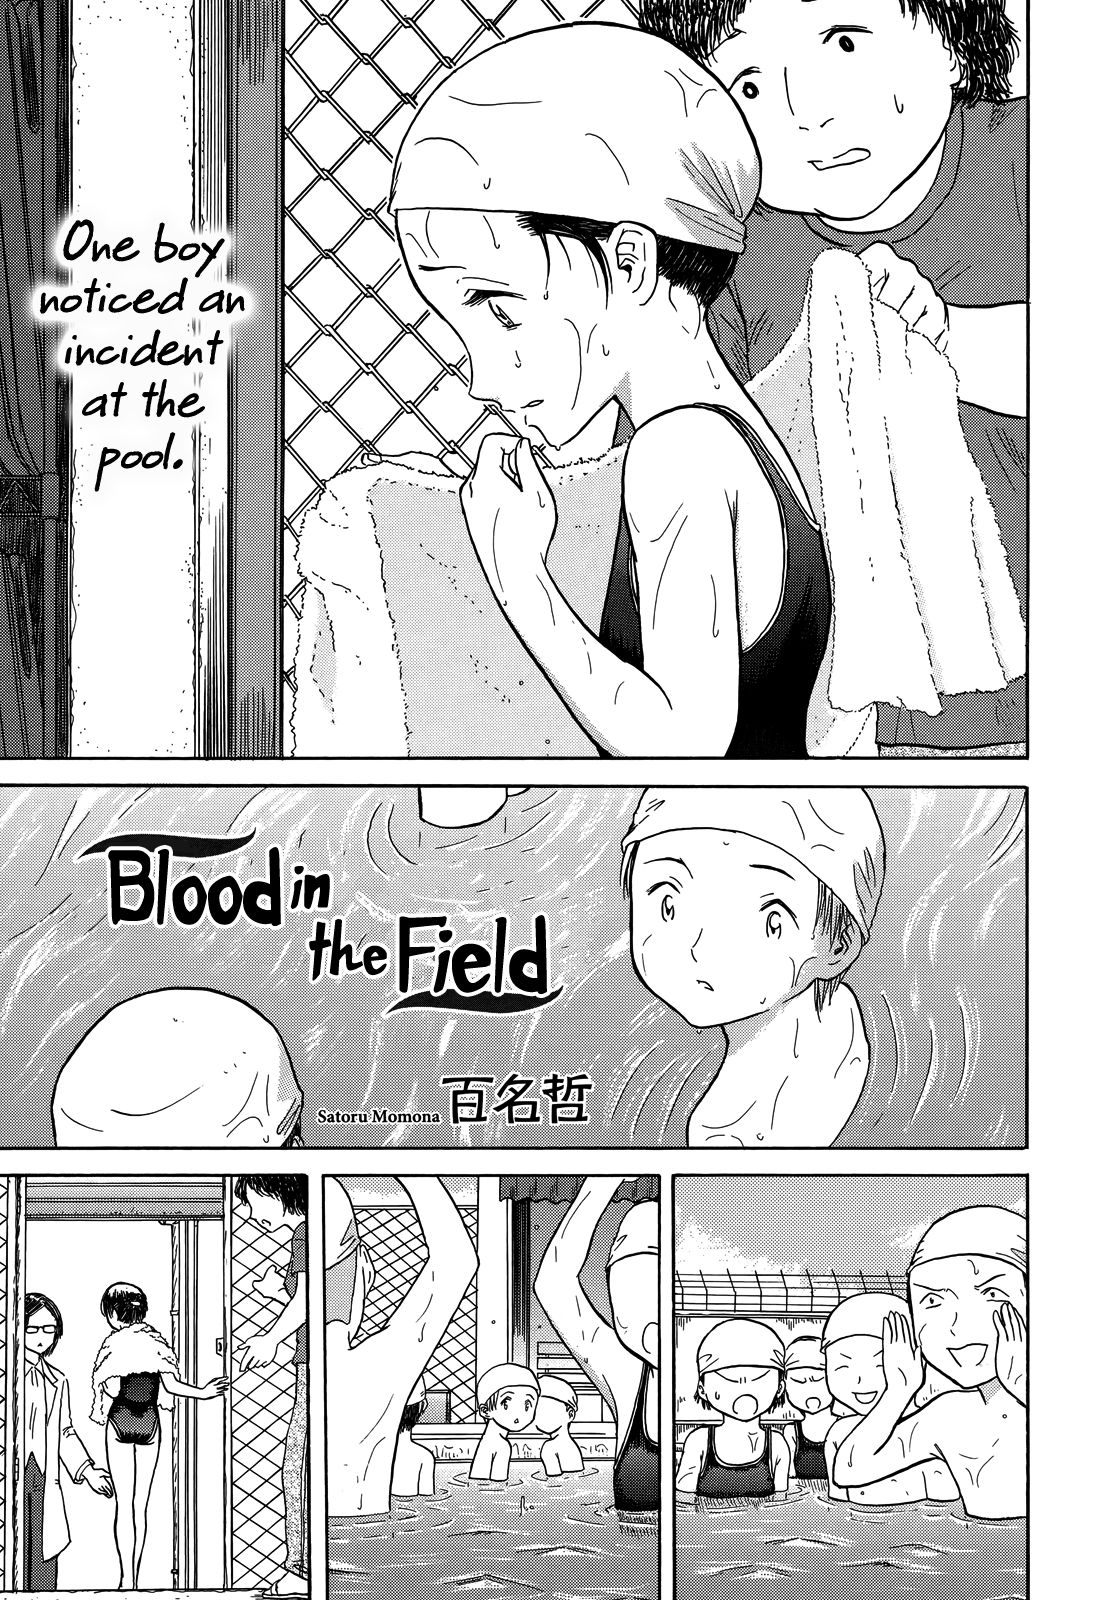 One boy
noticed an
incident
at the
pool.
Blood in
the Field
Satoru Momona 百名哲